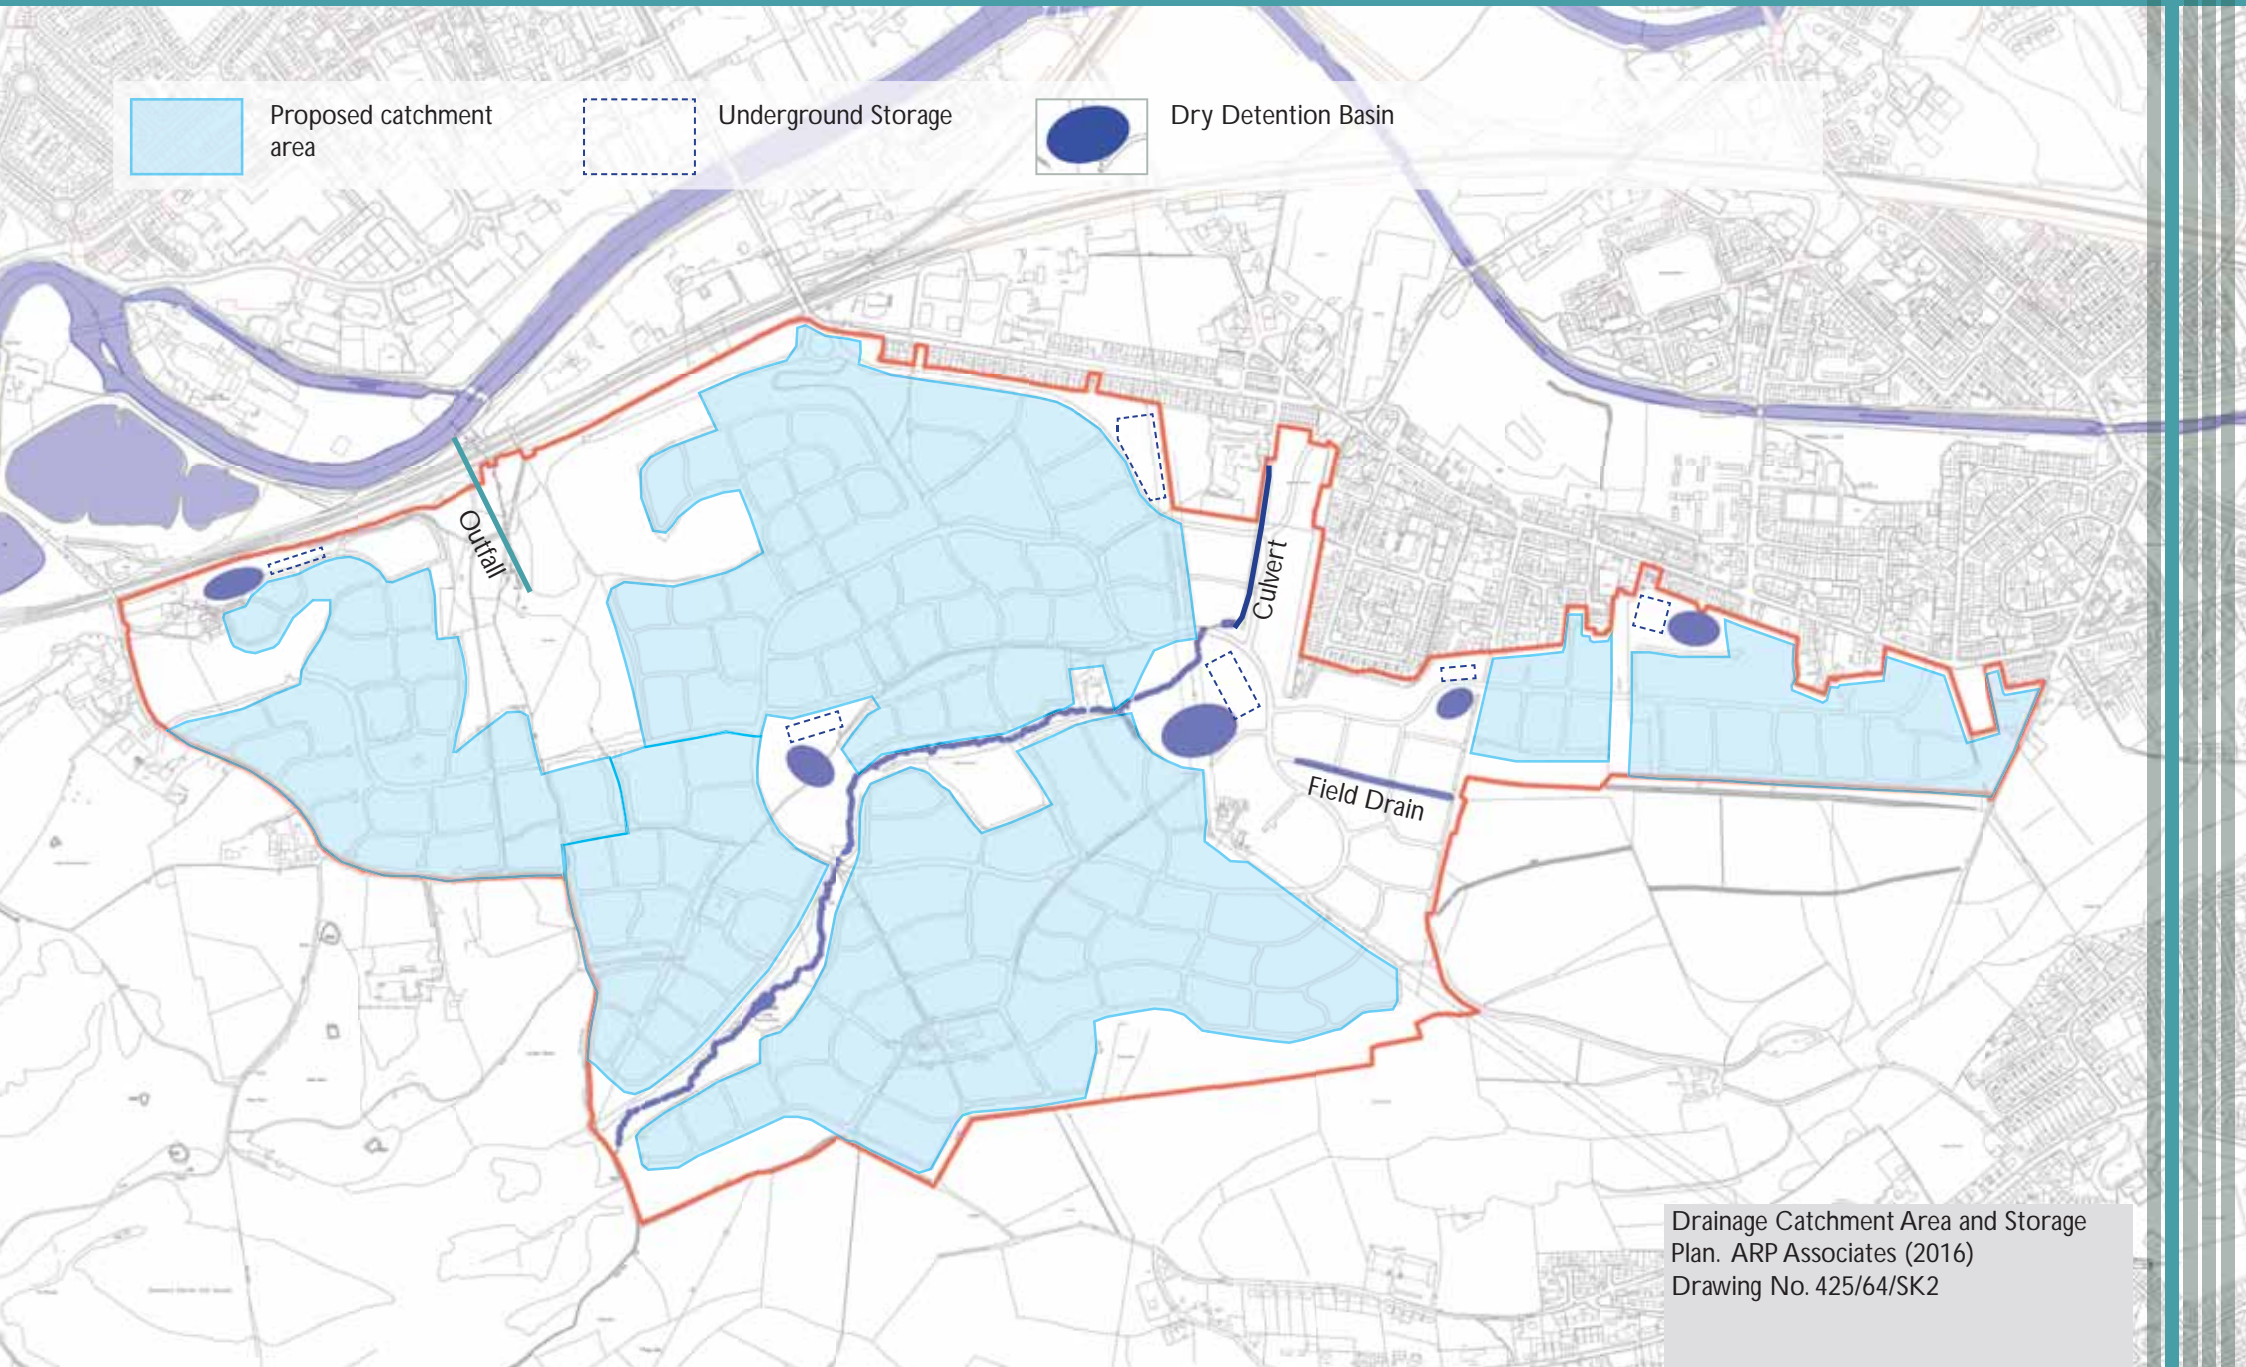 Proposed catchment
area
Underground Storage
Dry Detention Basin
Outfall
Culvert
Field Drain
Drainage Catchment Area and Storage
Plan. ARP Associates (2016)
Drawing No. 425/64/SK2